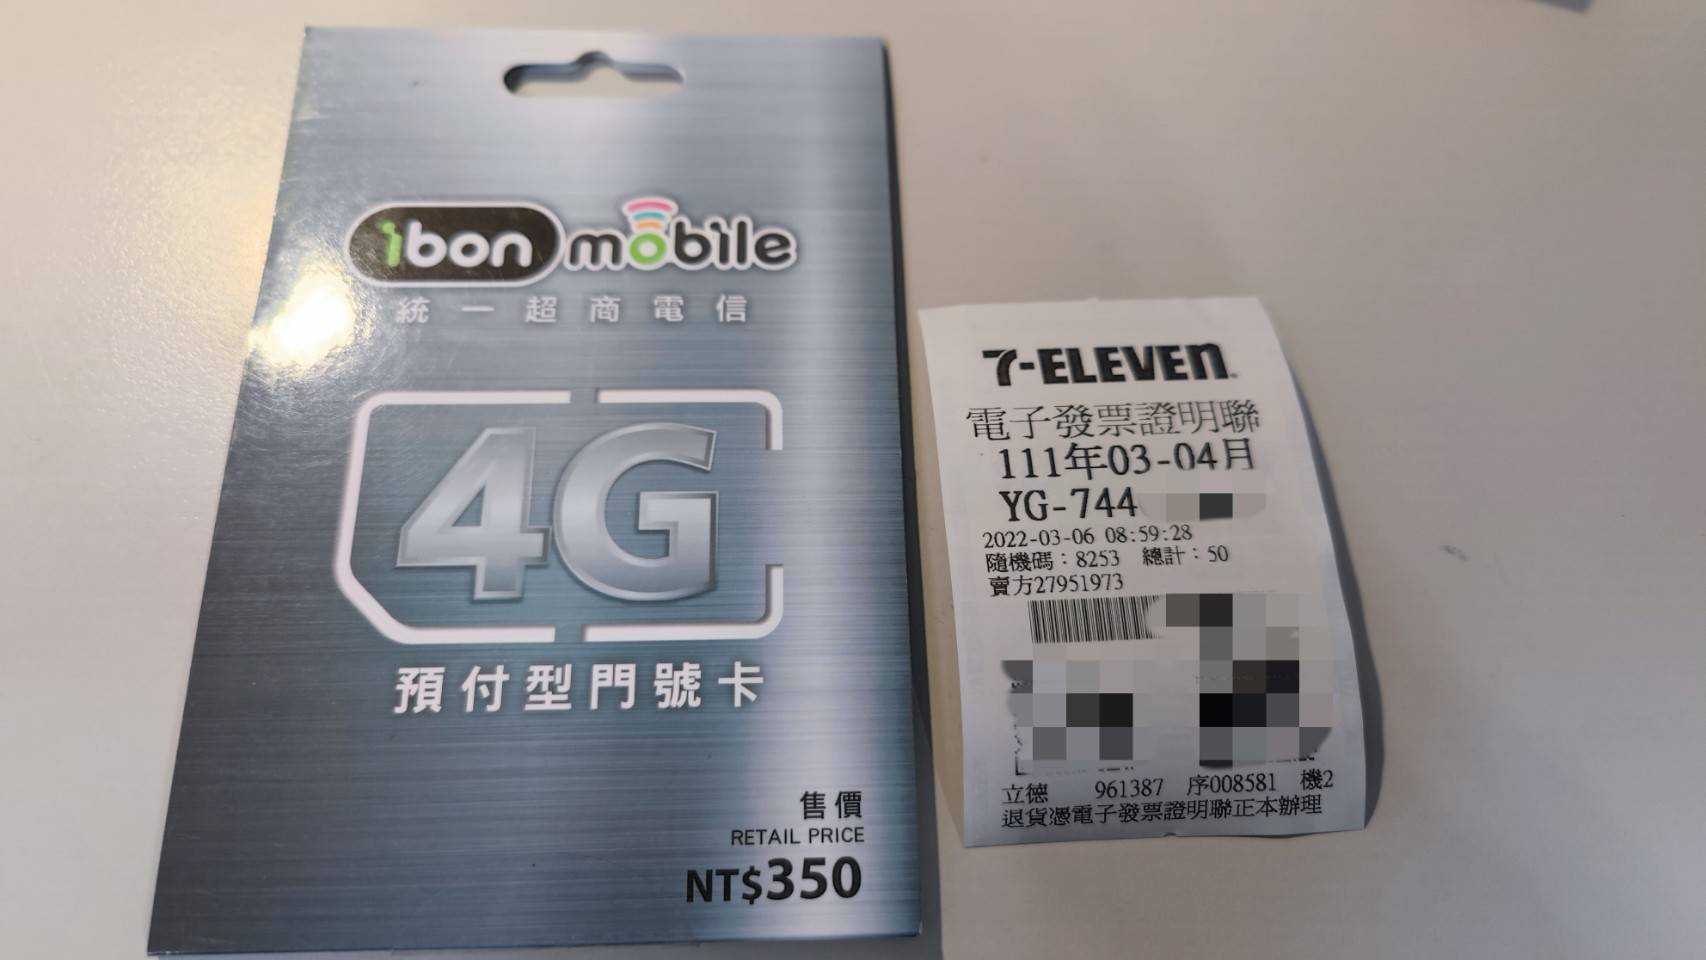 ibon mobile
統一超商電信
4G
預付型門號卡
售價
RETAIL PRICE
NT$350
7-ELEVEN
電子發票證明聯
111年03-04月
YG-744
2022-03-06 08:59:28
隨機碼：8253 總計：50
賣方27951973
立德 961387 序008581 機2
退貨憑電子發票證明聯正本辦理